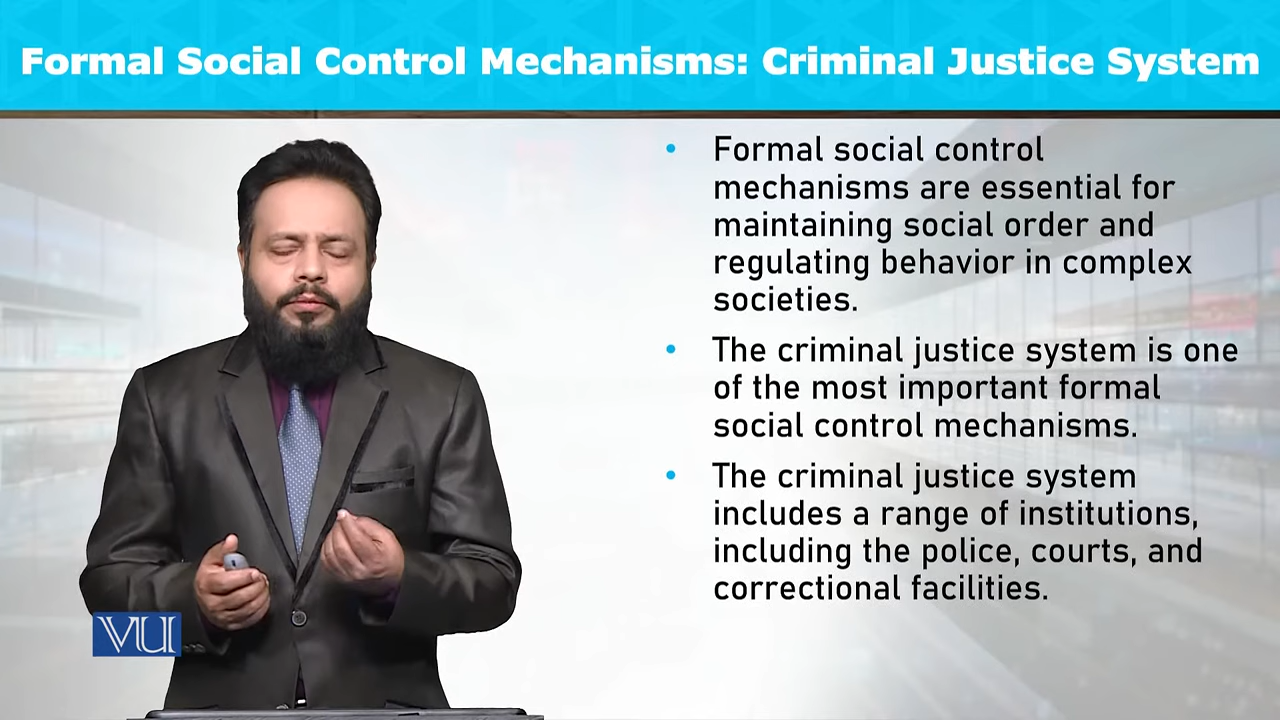 Formal Social Control Mechanisms: Criminal Justice System
• Formal social control
mechanisms are essential for
maintaining social order and
regulating behavior in complex
societies.
• The criminal justice system is one
of the most important formal
social control mechanisms.
• The criminal justice system
includes a range of institutions,
including the police, courts, and
correctional facilities.
VU